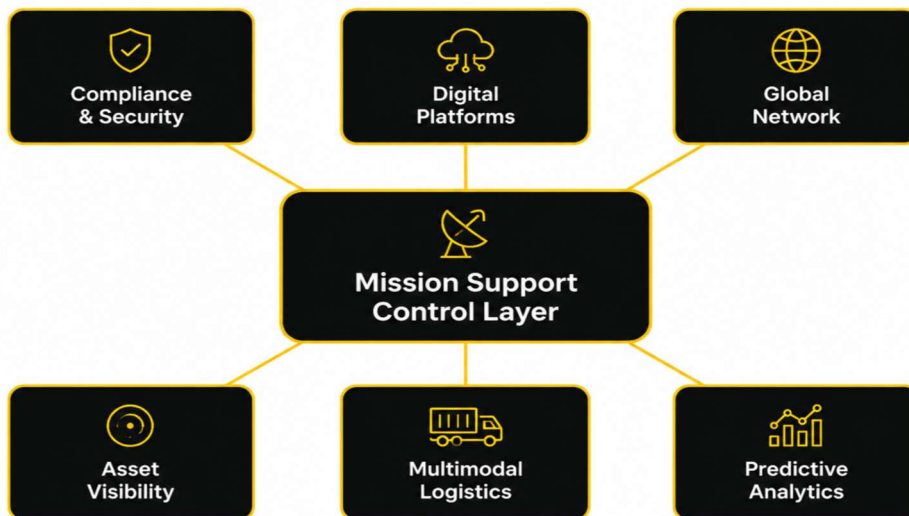 Compliance
& Security
Digital
Platforms
Global
Network
Mission Support
Control Layer
Asset
Visibility
Multimodal
Logistics
Predictive
Analytics